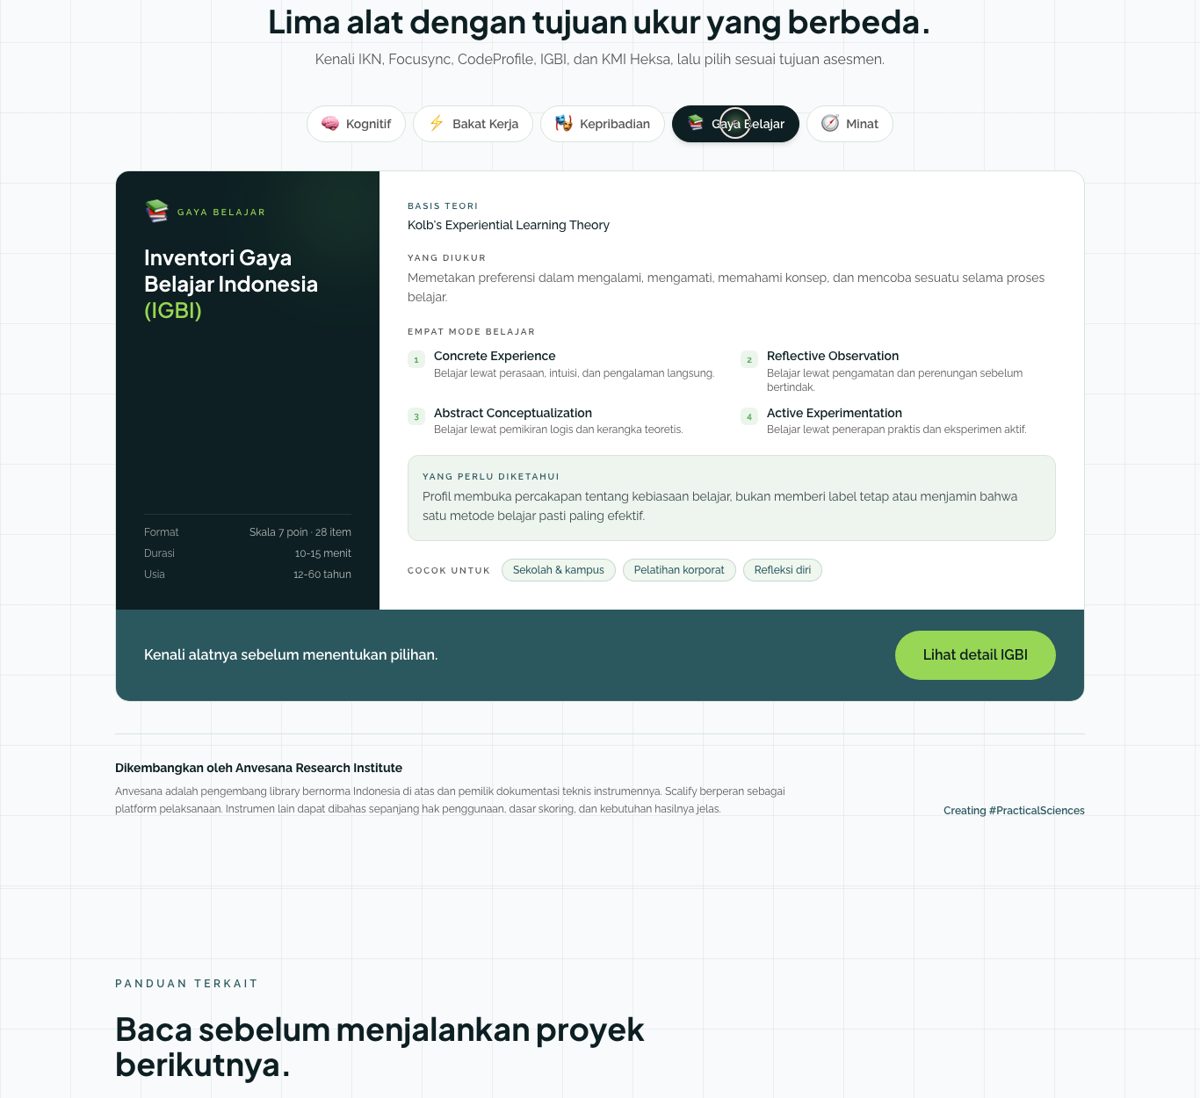 Lima alat dengan tujuan ukur yang berbeda.
Kenali IKN, Focusync, CodeProfile, IGBI, dan KMI Heksa, lalu pilih sesuai tujuan asesmen.
Kognitif
Bakat Kerja
Kepribadian
Gaya Belajar
Minat
GAYA BELAJAR
Inventori Gaya
Belajar Indonesia
(IGBI)
Format
Skala 7 poin · 28 item
Durasi
10-15 menit
Usia
12-60 tahun
BASIS TEORI
Kolb's Experiential Learning Theory
YANG DIUKUR
Memetakan preferensi dalam mengalami, mengamati, memahami konsep, dan mencoba sesuatu selama proses
belajar.
EMPAT MODE BELAJAR
1
Concrete Experience
Belajar lewat perasaan, intuisi, dan pengalaman langsung.
2
Reflective Observation
Belajar lewat pengamatan dan perenungan sebelum
bertindak.
3
Abstract Conceptualization
Belajar lewat pemikiran logis dan kerangka teoretis.
4
Active Experimentation
Belajar lewat penerapan praktis dan eksperimen aktif.
YANG PERLU DIKETAHUI
Profil membuka percakapan tentang kebiasaan belajar, bukan memberi label tetap atau menjamin bahwa
satu metode belajar pasti paling efektif.
COCOK UNTUK
Sekolah & kampus
Pelatihan korporat
Refleksi diri
Kenali alatnya sebelum menentukan pilihan.
Lihat detail IGBI
Dikembangkan oleh Anvesana Research Institute
Anvesana adalah pengembang library bernorma Indonesia di atas dan pemilik dokumentasi teknis instrumennya. Scalify berperan sebagai
platform pelaksanaan. Instrumen lain dapat dibahas sepanjang hak penggunaan, dasar skoring, dan kebutuhan hasilnya jelas.
Creating #PracticalSciences
PANDUAN TERKAIT
Baca sebelum menjalankan proyek
berikutnya.